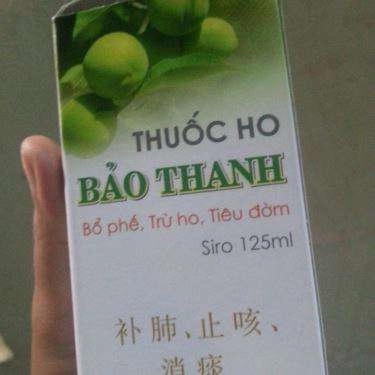 THUỐC HO
BẢO THANH
Bổ phế, Trừ ho, Tiêu đờm
Siro 125ml
补肺、止咳、
消痰